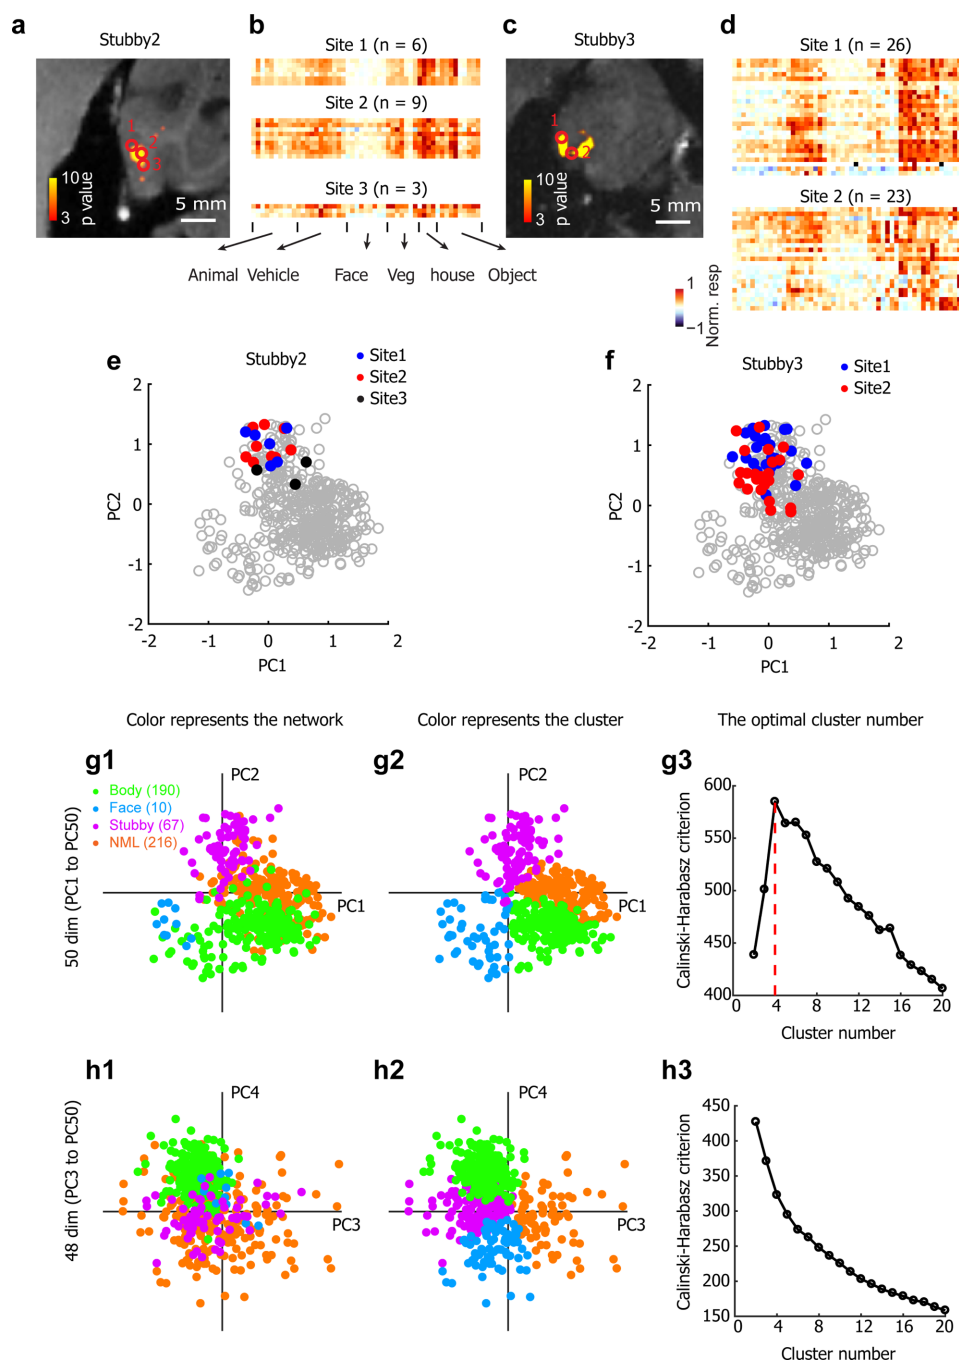 a
Stubby2
1
2
3
10
3
p value
5 mm
b
Site 1 (n = 6)
Site 2 (n = 9)
Site 3 (n = 3)
Animal Vehicle Face Veg house Object
c
Stubby3
1
2
10
3
p value
5 mm
d
Site 1 (n = 26)
Site 2 (n = 23)
1
−1
Norm. resp
e
Stubby2
Site1
Site2
Site3
2
1
0
-1
-2
PC2
-2 -1 0 1 2
PC1
f
Stubby3
Site1
Site2
2
1
0
-1
-2
PC2
-2 -1 0 1 2
PC1
Color represents the network
Color represents the cluster
The optimal cluster number
50 dim (PC1 to PC50)
g1
PC2
Body (190)
Face (10)
Stubby (67)
NML (216)
PC1
g2
PC2
PC1
g3
600
550
500
450
400
Calinski-Harabasz criterion
0 4 8 12 16 20
Cluster number
48 dim (PC3 to PC50)
h1
PC4
PC3
h2
PC4
PC3
h3
450
400
350
300
250
200
150
Calinski-Harabasz criterion
0 4 8 12 16 20
Cluster number